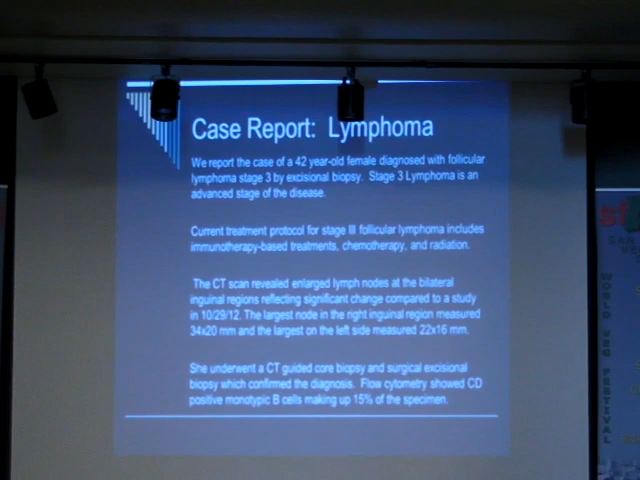 Case Report: Lymphoma
We report the case of a 42 year-old female diagnosed with follicular
lymphoma stage 3 by excisional biopsy. Stage 3 Lymphoma is an
advanced stage of the disease.
Current treatment protocol for stage III follicular lymphoma includes
immunotherapy-based treatments, chemotherapy, and radiation.
The CT scan revealed enlarged lymph nodes at the bilateral
inguinal regions reflecting significant change compared to a study
in 10/29/12. The largest node in the right inguinal region measured
34x20 mm and the largest on the left side measured 22x16 mm.
She underwent a CT guided core biopsy and surgical excisional
biopsy which confirmed the diagnosis. Flow cytometry showed CD
positive monotypic B cells making up 15% of the specimen.
sf
SAN
WORLD VEG FESTIVAL